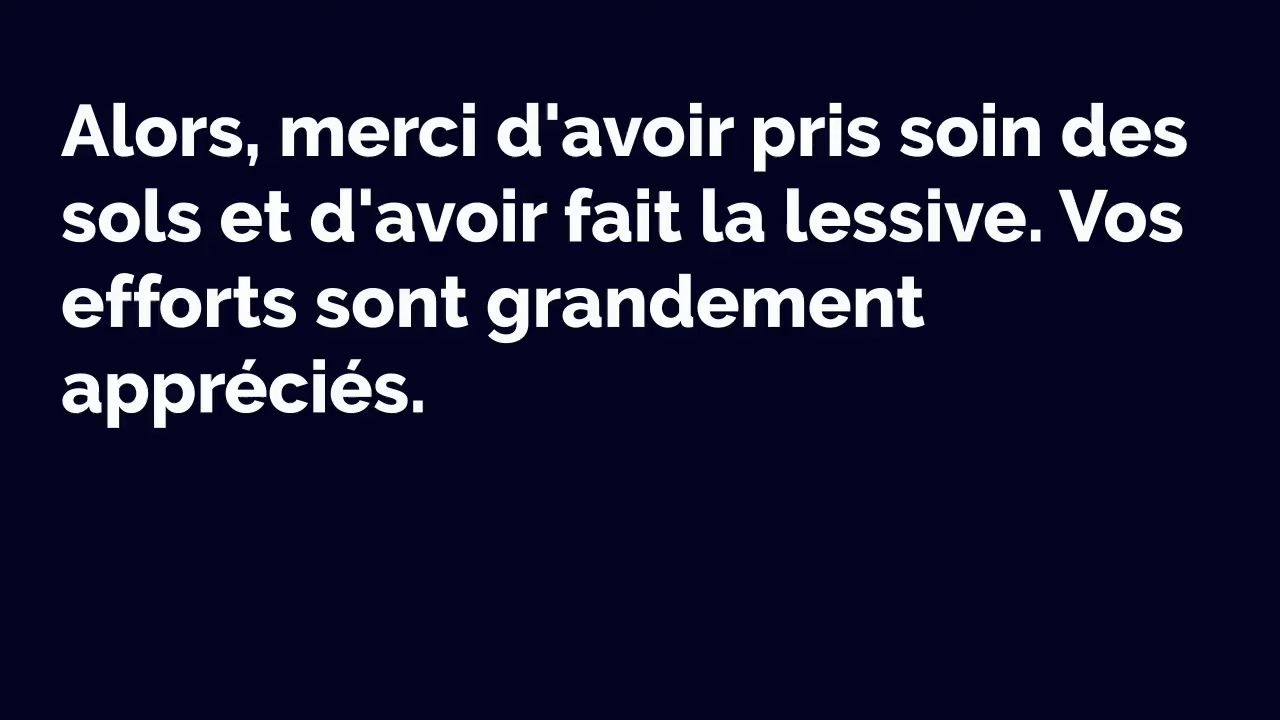 Alors, merci d'avoir pris soin des
sols et d'avoir fait la lessive. Vos
efforts sont grandement
appréciés.